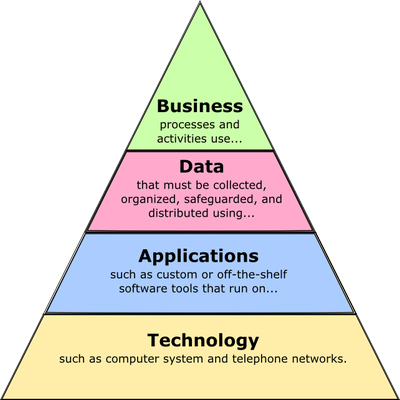 Business
processes and
activities use...
Data
that must be collected,
organized, safeguarded, and
distributed using...
Applications
such as custom or off-the-shelf
software tools that run on...
Technology
such as computer system and telephone networks.